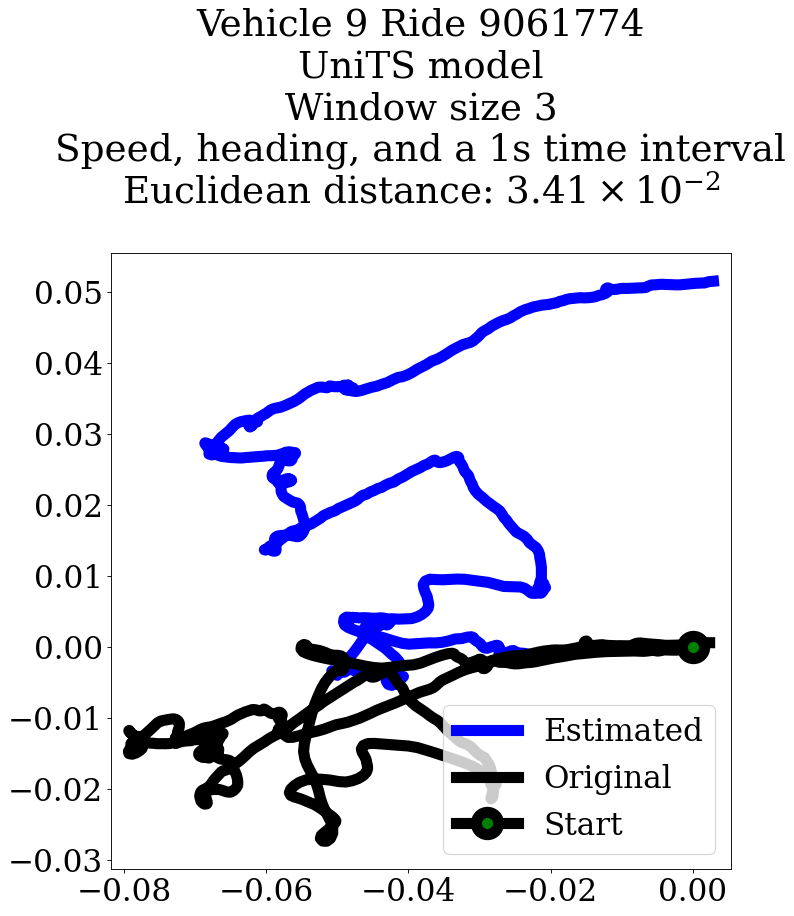 Vehicle 9 Ride 9061774
UniTS model
Window size 3
Speed, heading, and a 1s time interval
Euclidean distance: 3.41 × 10⁻²
0.05
0.04
0.03
0.02
0.01
0.00
−0.01
−0.02
−0.03
Estimated
Original
Start
−0.08 −0.06 −0.04 −0.02 0.00